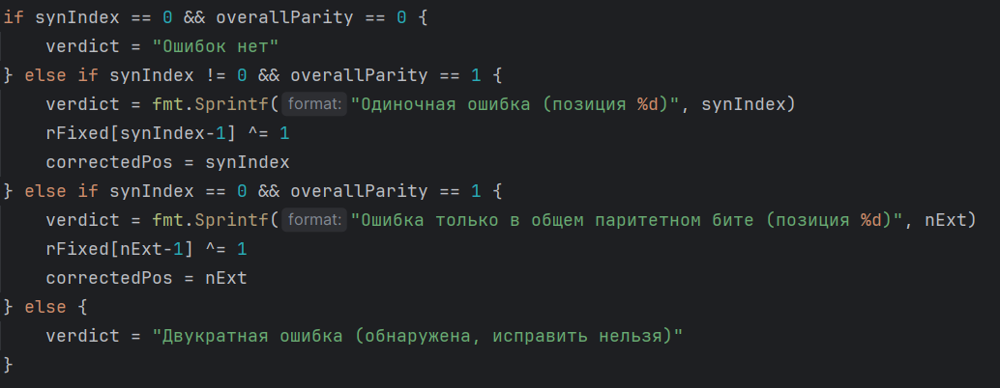 if synIndex == 0 && overallParity == 0 {
    verdict = "Ошибок нет"
} else if synIndex != 0 && overallParity == 1 {
    verdict = fmt.Sprintf( format: "Одиночная ошибка (позиция %d)", synIndex)
    rFixed[synIndex-1] ^= 1
    correctedPos = synIndex
} else if synIndex == 0 && overallParity == 1 {
    verdict = fmt.Sprintf( format: "Ошибка только в общем паритетном бите (позиция %d)", nExt)
    rFixed[nExt-1] ^= 1
    correctedPos = nExt
} else {
    verdict = "Двукратная ошибка (обнаружена, исправить нельзя)"
}